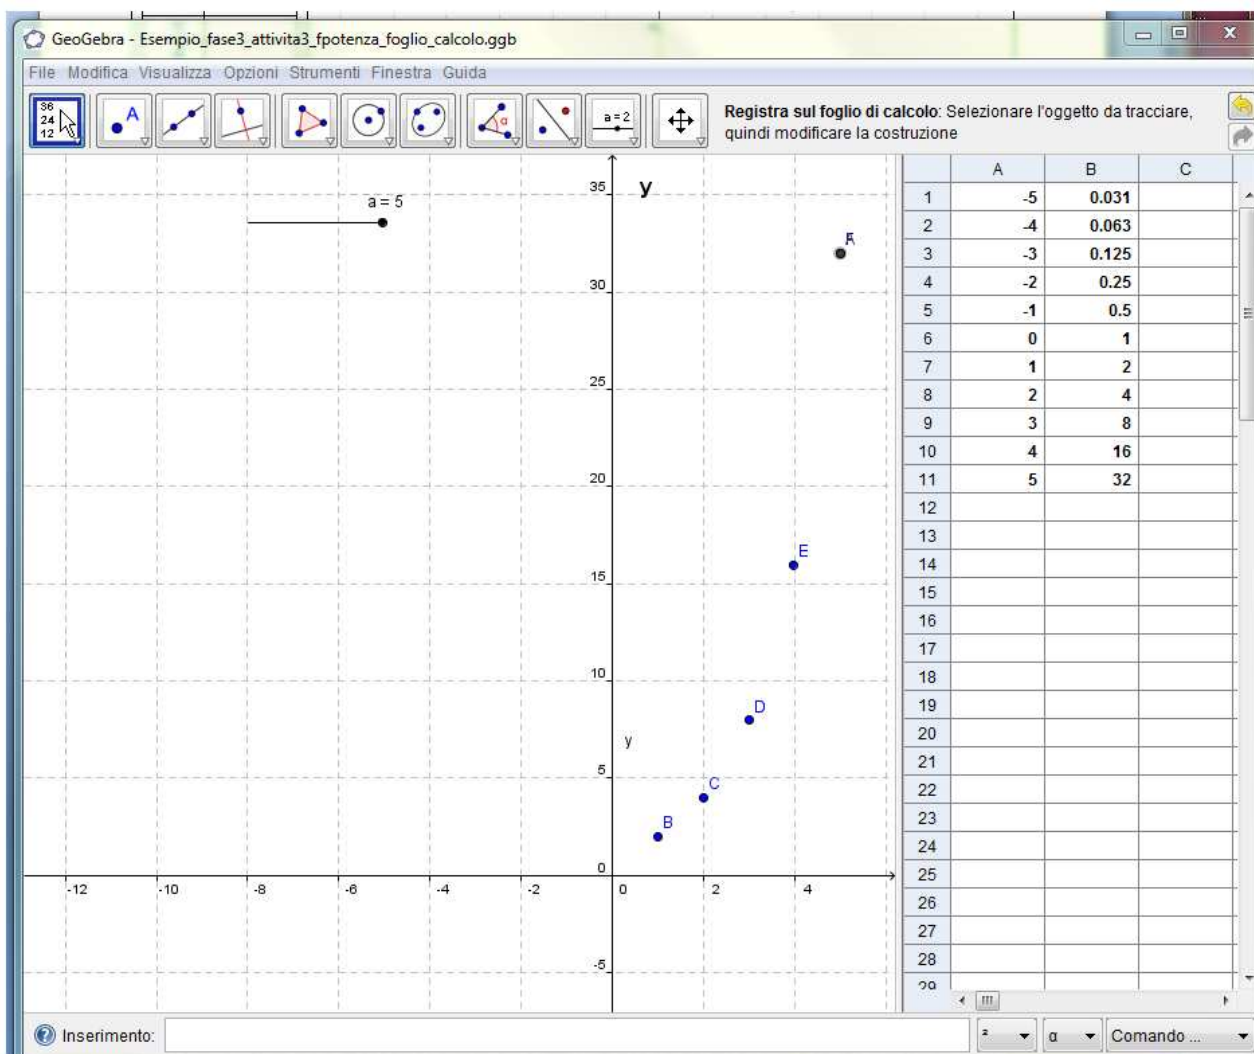 GeoGebra - Esempio_fase3_attivita3_fpotenza_foglio_calcolo.ggb
File Modifica Visualizza Opzioni Strumenti Finestra Guida
36
24
12
A
α
a = 2
Registra sul foglio di calcolo: Selezionare l'oggetto da tracciare,
quindi modificare la costruzione
a = 5
y
35
30
25
20
15
10
5
0
-5
-12 -10 -8 -6 -4 -2 0 2 4
E
D
y
C
B
A B C
1 -5 0.031
2 -4 0.063
3 -3 0.125
4 -2 0.25
5 -1 0.5
6 0 1
7 1 2
8 2 4
9 3 8
10 4 16
11 5 32
12
13
14
15
16
17
18
19
20
21
22
23
24
25
26
27
28
29
Inserimento:
² α Comando ...